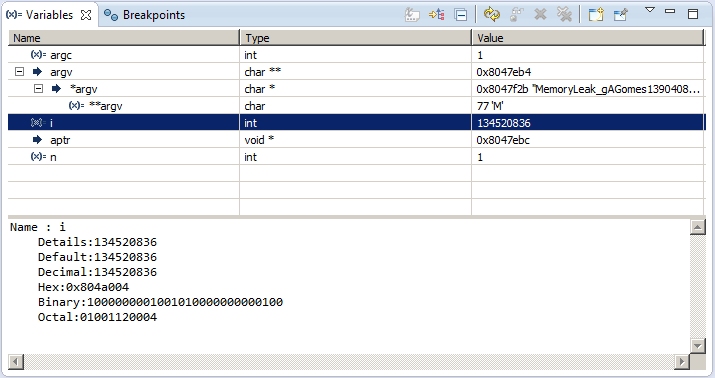 (x)= Variables Breakpoints
Name Type Value
(x)= argc int 1
argv char ** 0x8047eb4
*argv char * 0x8047f2b "MemoryLeak_gAGomes1390408...
(x)= **argv char 77 'M'
(x)= i int 134520836
aptr void * 0x8047ebc
(x)= n int 1
Name : i
Details:134520836
Default:134520836
Decimal:134520836
Hex:0x804a004
Binary:1000000001001010000000000100
Octal:01001120004